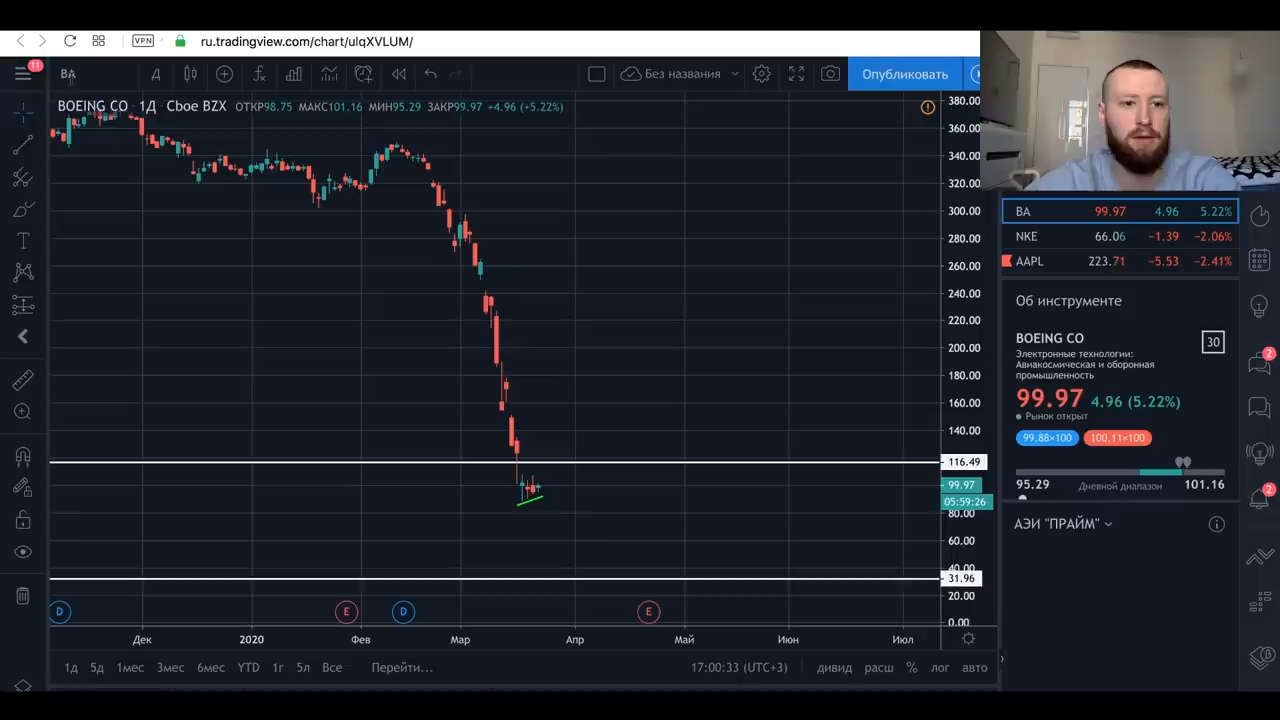 VPN ru.tradingview.com/chart/ulqXVLUM/
11 BA Д Без названия Опубликовать
BOEING CO 1Д Cboe BZX ОТКР98.75 МАКС101.16 МИН95.29 ЗАКР99.97 +4.96 (+5.22%)
380.00
360.00
340.00
320.00
300.00
280.00
260.00
240.00
220.00
200.00
180.00
160.00
140.00
116.49
99.97
05:59:26
80.00
60.00
40.00
31.96
20.00
0.00
D E D E
Дек 2020 Фев Мар Апр Май Июн Июл
1д 5д 1мес 3мес 6мес YTD 1г 5л Все Перейти... 17:00:33 (UTC+3) дивид расш % лог авто
BA 99.97 4.96 5.22%
NKE 66.06 −1.39 −2.06%
AAPL 223.71 −5.53 −2.41%
Об инструменте
BOEING CO 30
Электронные технологии:
Авиакосмическая и оборонная
промышленность
99.97 4.96 (5.22%)
Рынок открыт
99.88×100 100.11×100
95.29 Дневной диапазон 101.16
АЭИ "ПРАЙМ"
2
2